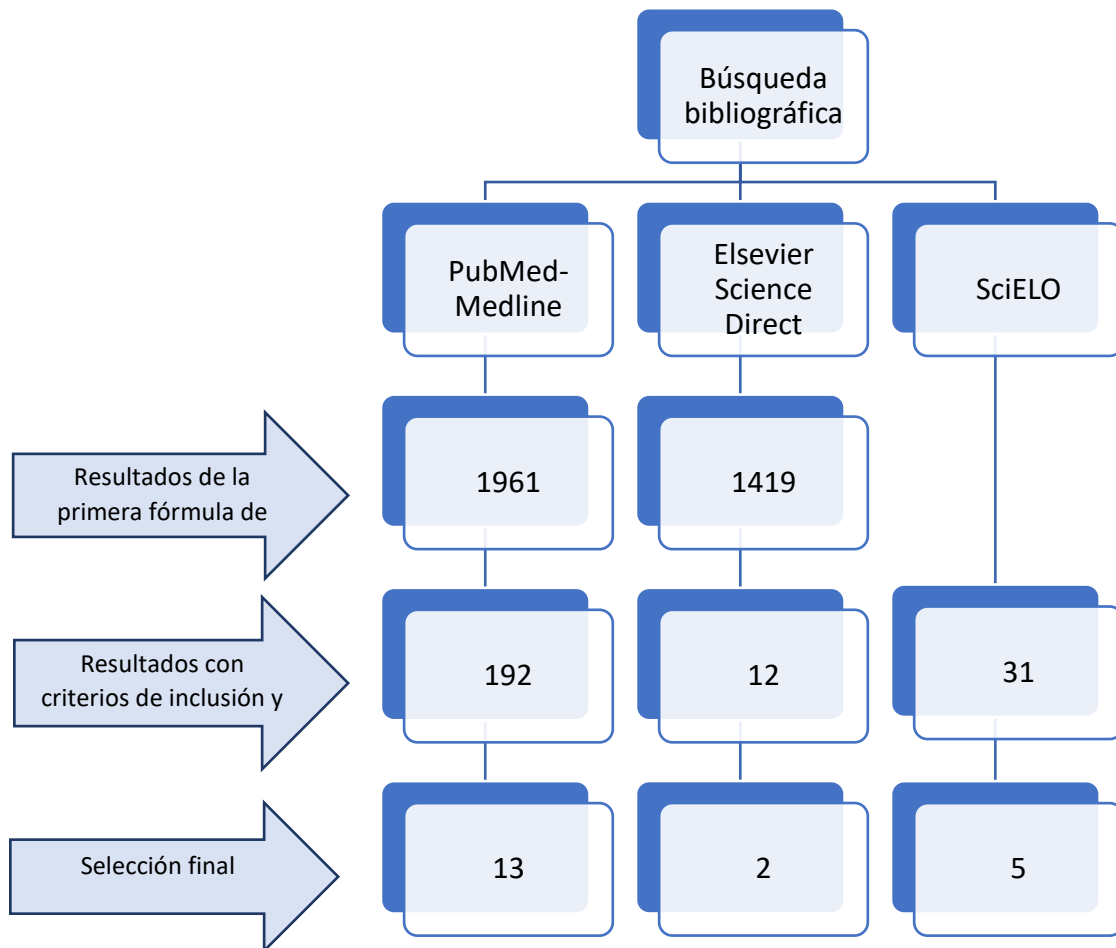 Búsqueda
bibliográfica
PubMed-
Medline
Elsevier
Science
Direct
SciELO
Resultados de la
primera fórmula de
1961
1419
Resultados con
criterios de inclusión y
192
12
31
Selección final
13
2
5